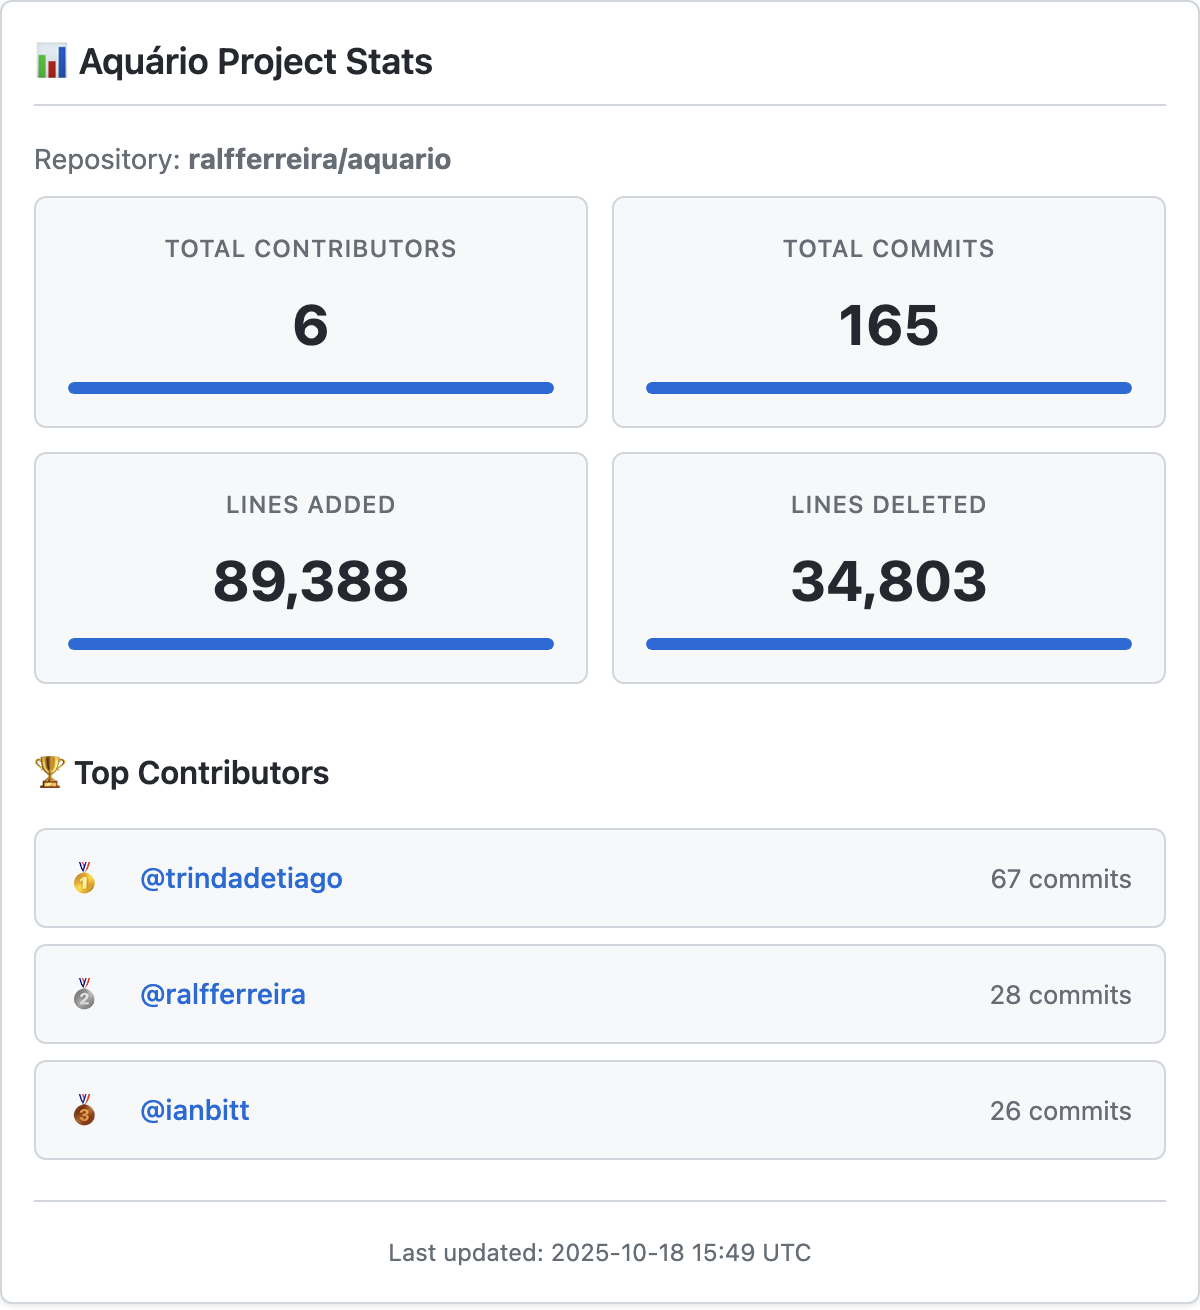 📊 Aquário Project Stats
Repository: ralfferreira/aquario
TOTAL CONTRIBUTORS
6
TOTAL COMMITS
165
LINES ADDED
89,388
LINES DELETED
34,803
🏆 Top Contributors
🥇 @trindadetiago 67 commits
🥈 @ralfferreira 28 commits
🥉 @ianbitt 26 commits
Last updated: 2025-10-18 15:49 UTC